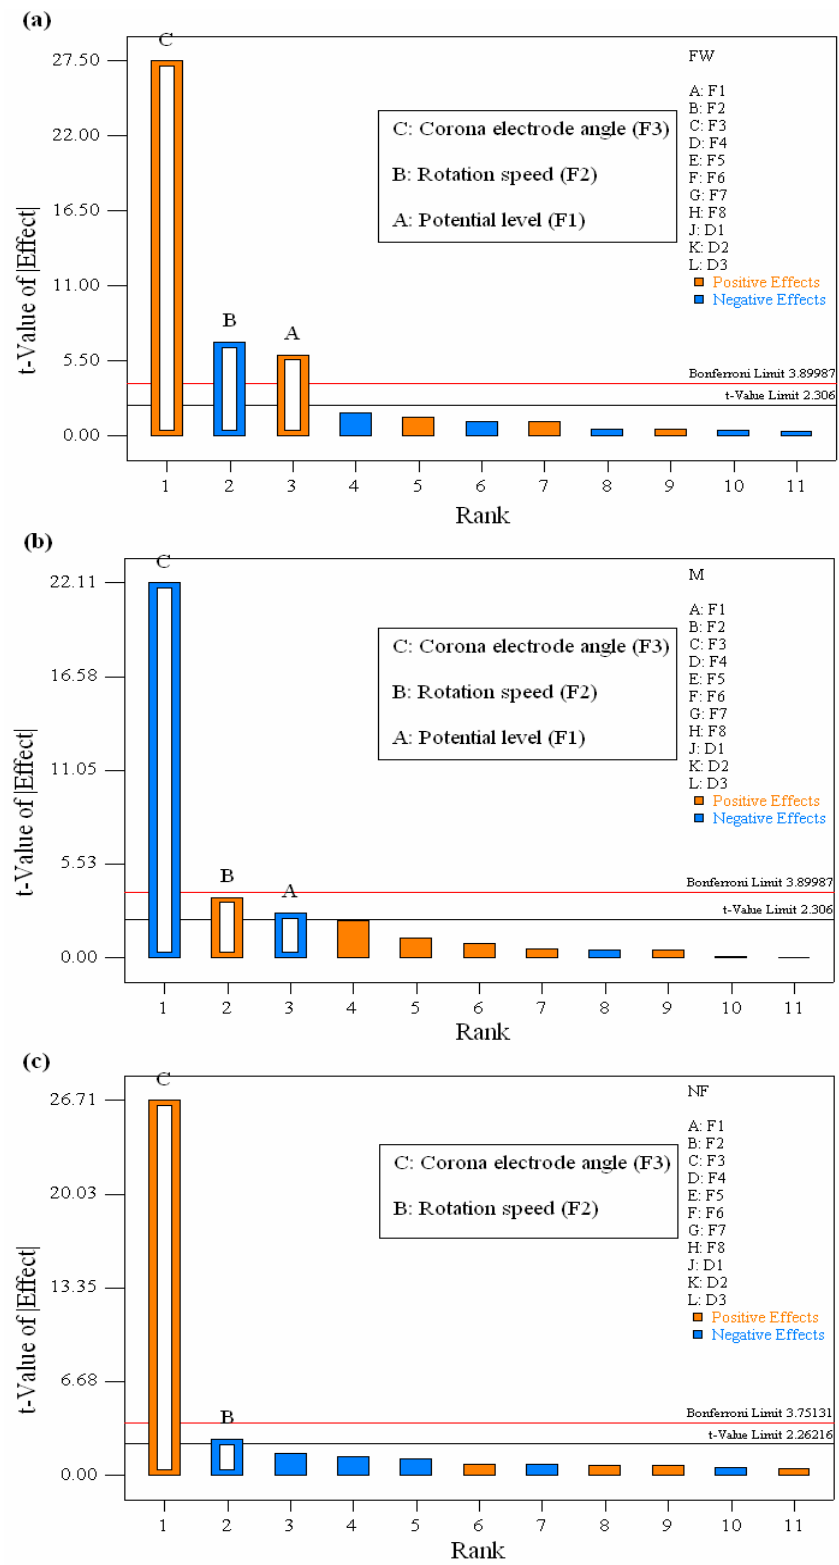 (a)
C
27.50
FW
A: F1
B: F2
C: F3
D: F4
E: F5
F: F6
G: F7
H: F8
J: D1
K: D2
L: D3
Positive Effects
Negative Effects
C: Corona electrode angle (F3)
B: Rotation speed (F2)
A: Potential level (F1)
22.00
16.50
11.00
5.50
0.00
t-Value of |Effect|
B
A
Bonferroni Limit 3.89987
t-Value Limit 2.306
1 2 3 4 5 6 7 8 9 10 11
Rank
(b)
C
22.11
M
A: F1
B: F2
C: F3
D: F4
E: F5
F: F6
G: F7
H: F8
J: D1
K: D2
L: D3
Positive Effects
Negative Effects
C: Corona electrode angle (F3)
B: Rotation speed (F2)
A: Potential level (F1)
16.58
11.05
5.53
0.00
t-Value of |Effect|
B
A
Bonferroni Limit 3.89987
t-Value Limit 2.306
1 2 3 4 5 6 7 8 9 10 11
Rank
(c)
C
26.71
NF
A: F1
B: F2
C: F3
D: F4
E: F5
F: F6
G: F7
H: F8
J: D1
K: D2
L: D3
Positive Effects
Negative Effects
C: Corona electrode angle (F3)
B: Rotation speed (F2)
20.03
13.35
6.68
0.00
t-Value of |Effect|
B
Bonferroni Limit 3.75131
t-Value Limit 2.26216
1 2 3 4 5 6 7 8 9 10 11
Rank